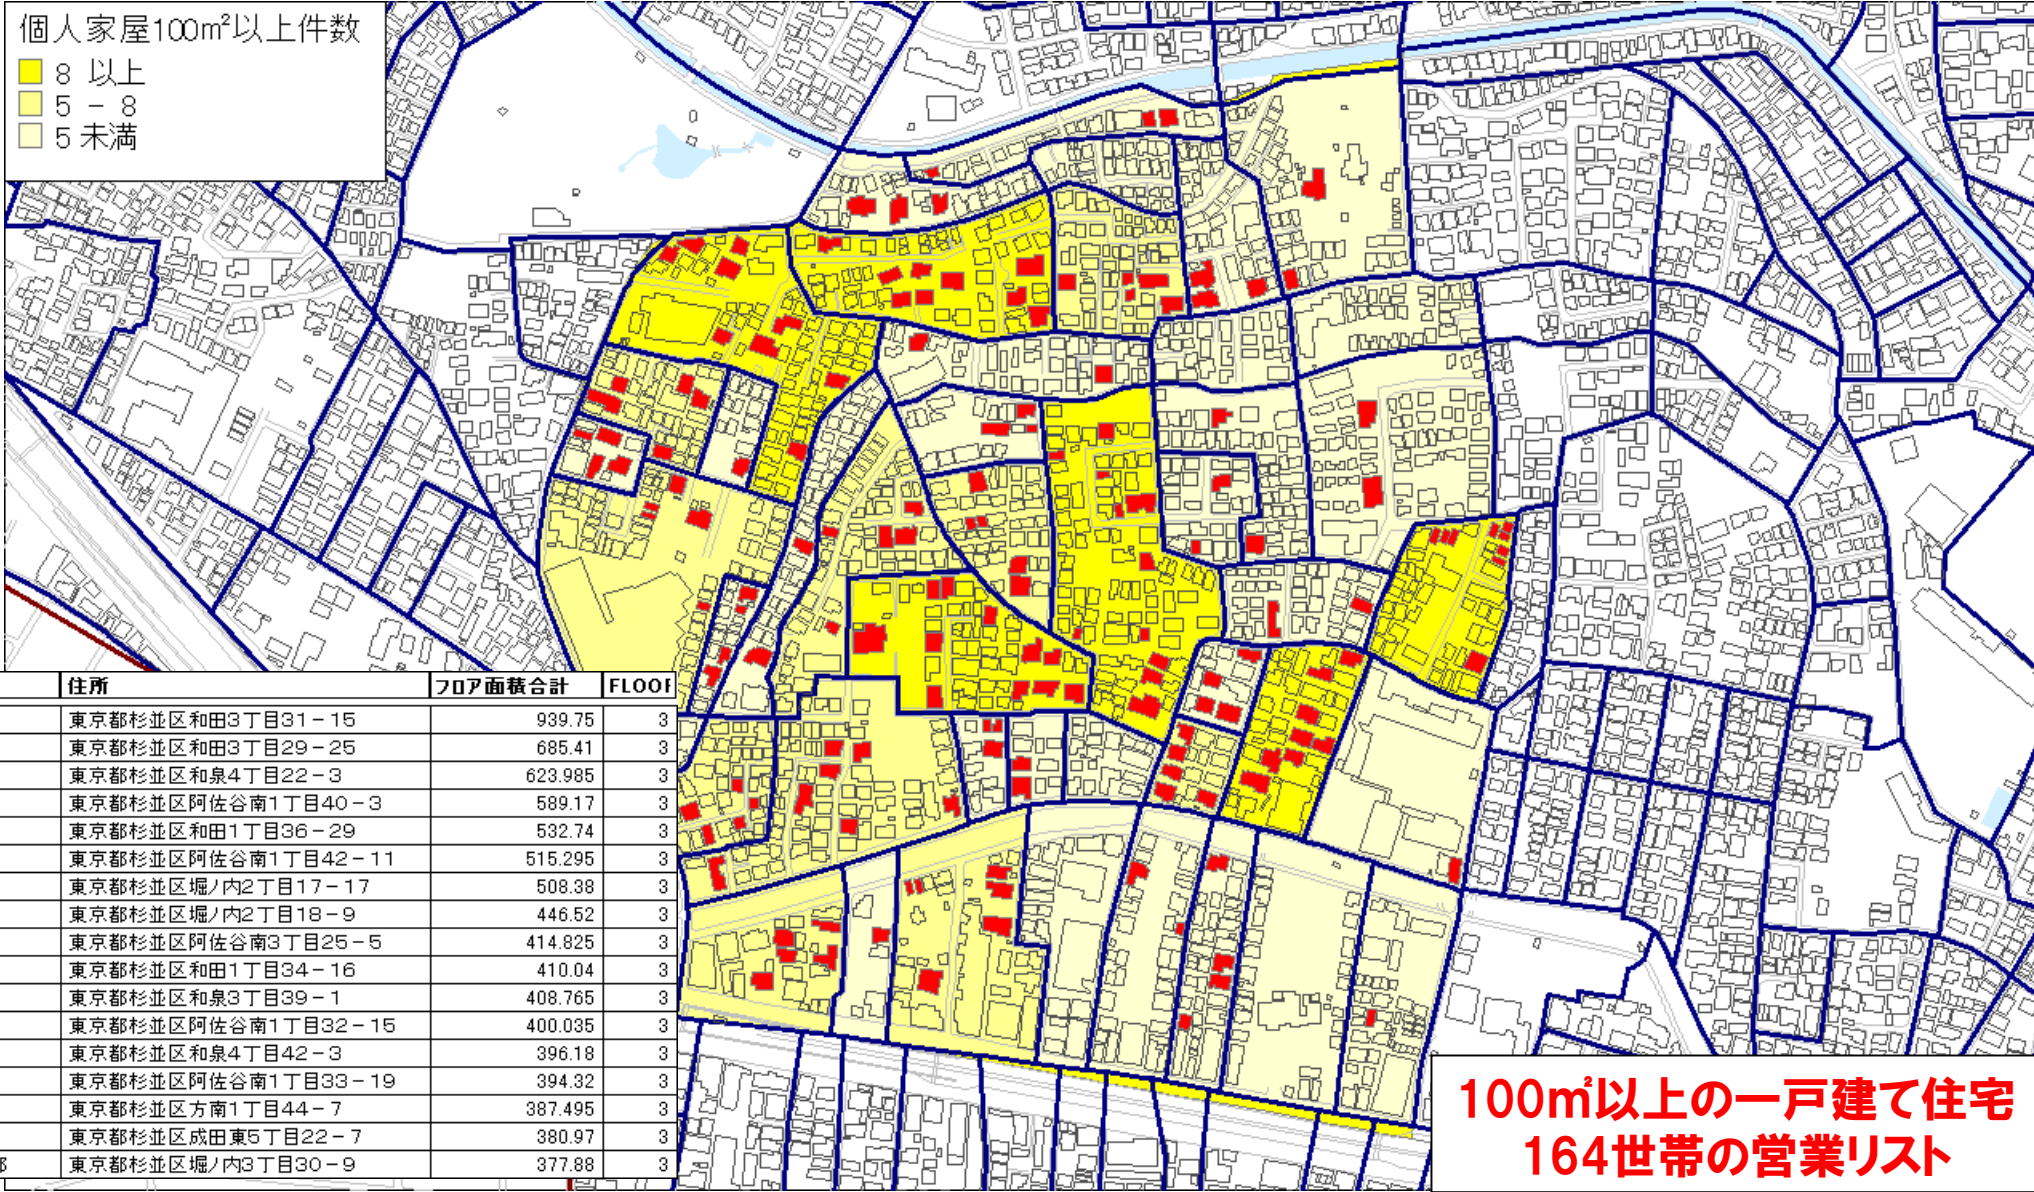 個人家屋100㎡以上件数
8 以上
5 - 8
5 未満
住所 フロア面積合計 FLOOF
東京都杉並区和田3丁目31-15 939.75 3
東京都杉並区和田3丁目29-25 685.41 3
東京都杉並区和泉4丁目22-3 623.985 3
東京都杉並区阿佐谷南1丁目40-3 589.17 3
東京都杉並区和田1丁目36-29 532.74 3
東京都杉並区阿佐谷南1丁目42-11 515.295 3
東京都杉並区堀ノ内2丁目17-17 508.38 3
東京都杉並区堀ノ内2丁目18-9 446.52 3
東京都杉並区阿佐谷南3丁目25-5 414.825 3
東京都杉並区和田1丁目34-16 410.04 3
東京都杉並区和泉3丁目39-1 408.765 3
東京都杉並区阿佐谷南1丁目32-15 400.035 3
東京都杉並区和泉4丁目42-3 396.18 3
東京都杉並区阿佐谷南1丁目33-19 394.32 3
東京都杉並区方南1丁目44-7 387.495 3
東京都杉並区成田東5丁目22-7 380.97 3
東京都杉並区堀ノ内3丁目30-9 377.88 3
100㎡以上の一戸建て住宅
164世帯の営業リスト